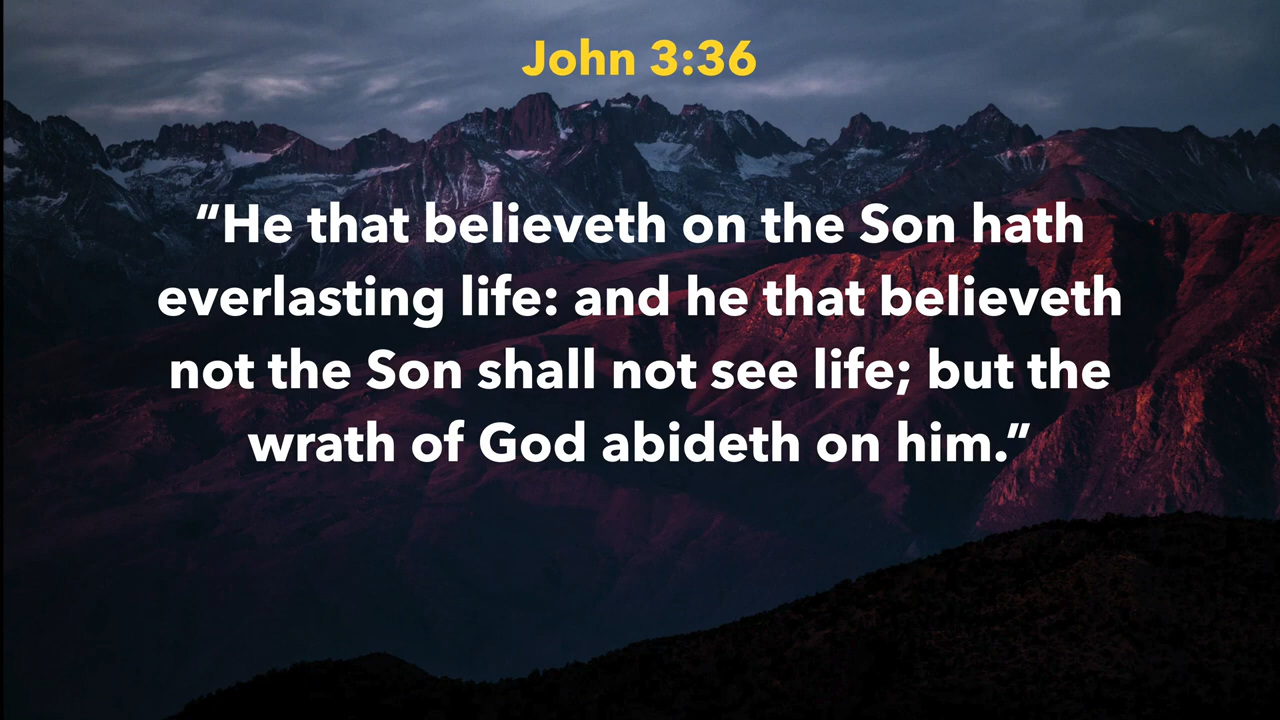 John 3:36
“He that believeth on the Son hath
everlasting life: and he that believeth
not the Son shall not see life; but the
wrath of God abideth on him.”